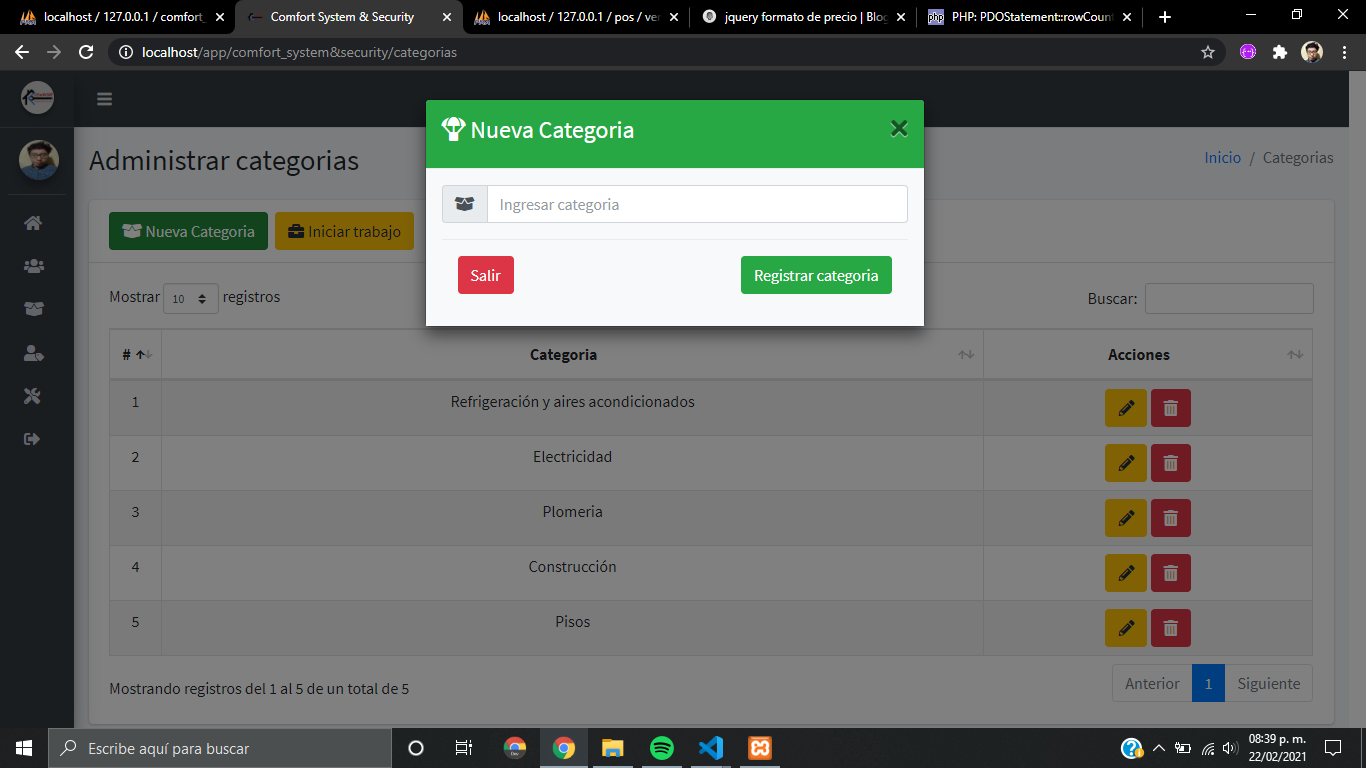 localhost / 127.0.0.1 / comfort_
Comfort System & Security
localhost / 127.0.0.1 / pos / ver
jquery formato de precio | Blog
PHP: PDOStatement::rowCount
localhost/app/comfort_system&security/categorias
Nueva Categoria
Administrar categorias
Inicio / Categorias
Ingresar categoria
Nueva Categoria
Iniciar trabajo
Salir
Registrar categoria
Mostrar 10 registros
Buscar:
# Categoria Acciones
1 Refrigeración y aires acondicionados
2 Electricidad
3 Plomeria
4 Construcción
5 Pisos
Mostrando registros del 1 al 5 de un total de 5
Anterior 1 Siguiente
Escribe aquí para buscar
Dev
08:39 p. m.
22/02/2021